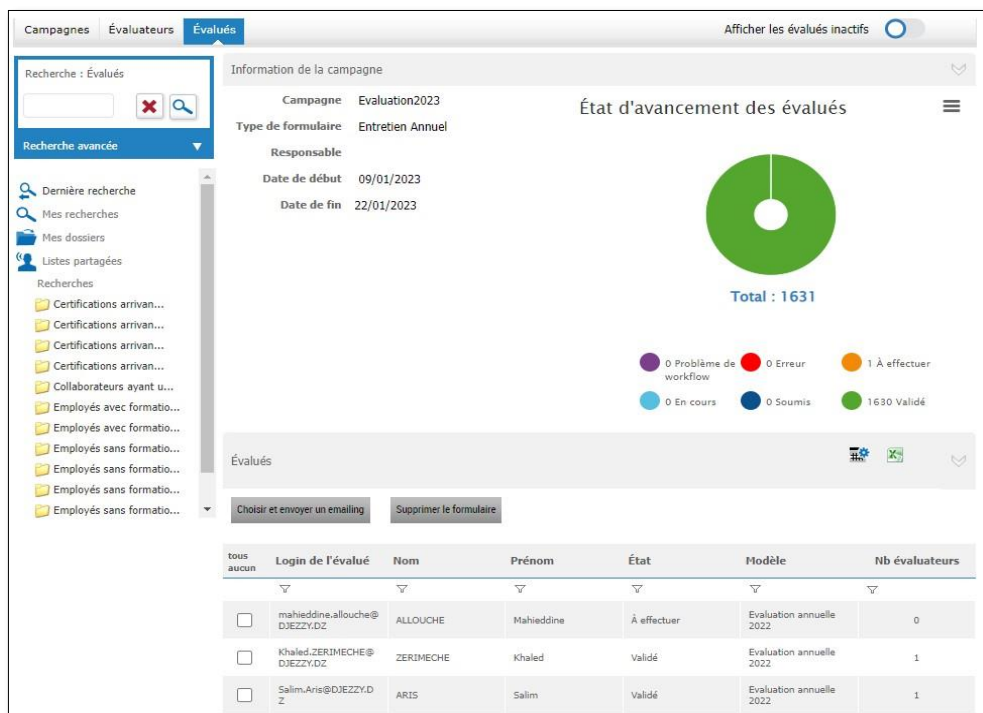 Campagnes Évaluateurs Évalués
Afficher les évalués inactifs
Recherche : Évalués
Recherche avancée
Dernière recherche
Mes recherches
Mes dossiers
Listes partagées
Recherches
Certifications arrivan...
Certifications arrivan...
Certifications arrivan...
Certifications arrivan...
Collaborateurs ayant u...
Employés avec formatio...
Employés avec formatio...
Employés sans formatio...
Employés sans formatio...
Employés sans formatio...
Employés sans formatio...
Information de la campagne
Campagne Evaluation2023
Type de formulaire Entretien Annuel
Responsable
Date de début 09/01/2023
Date de fin 22/01/2023
État d'avancement des évalués
Total : 1631
0 Problème de workflow
0 Erreur
1 À effectuer
0 En cours
0 Soumis
1630 Validé
Évalués
Choisir et envoyer un emailing
Supprimer le formulaire
tous aucun Login de l'évalué Nom Prénom État Modèle Nb évaluateurs
mahieddine.allouche@DJEZZY.DZ ALLOUCHE Mahieddine À effectuer Evaluation annuelle 2022 0
Khaled.ZERIMECHE@DJEZZY.DZ ZERIMECHE Khaled Validé Evaluation annuelle 2022 1
Salim.Aris@DJEZZY.DZ ARIS Salim Validé Evaluation annuelle 2022 1